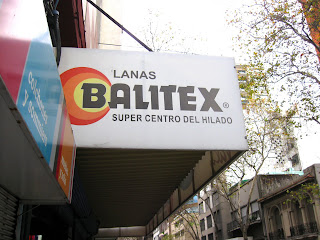 LANAS
BALITEX®
SUPER CENTRO DEL HILADO